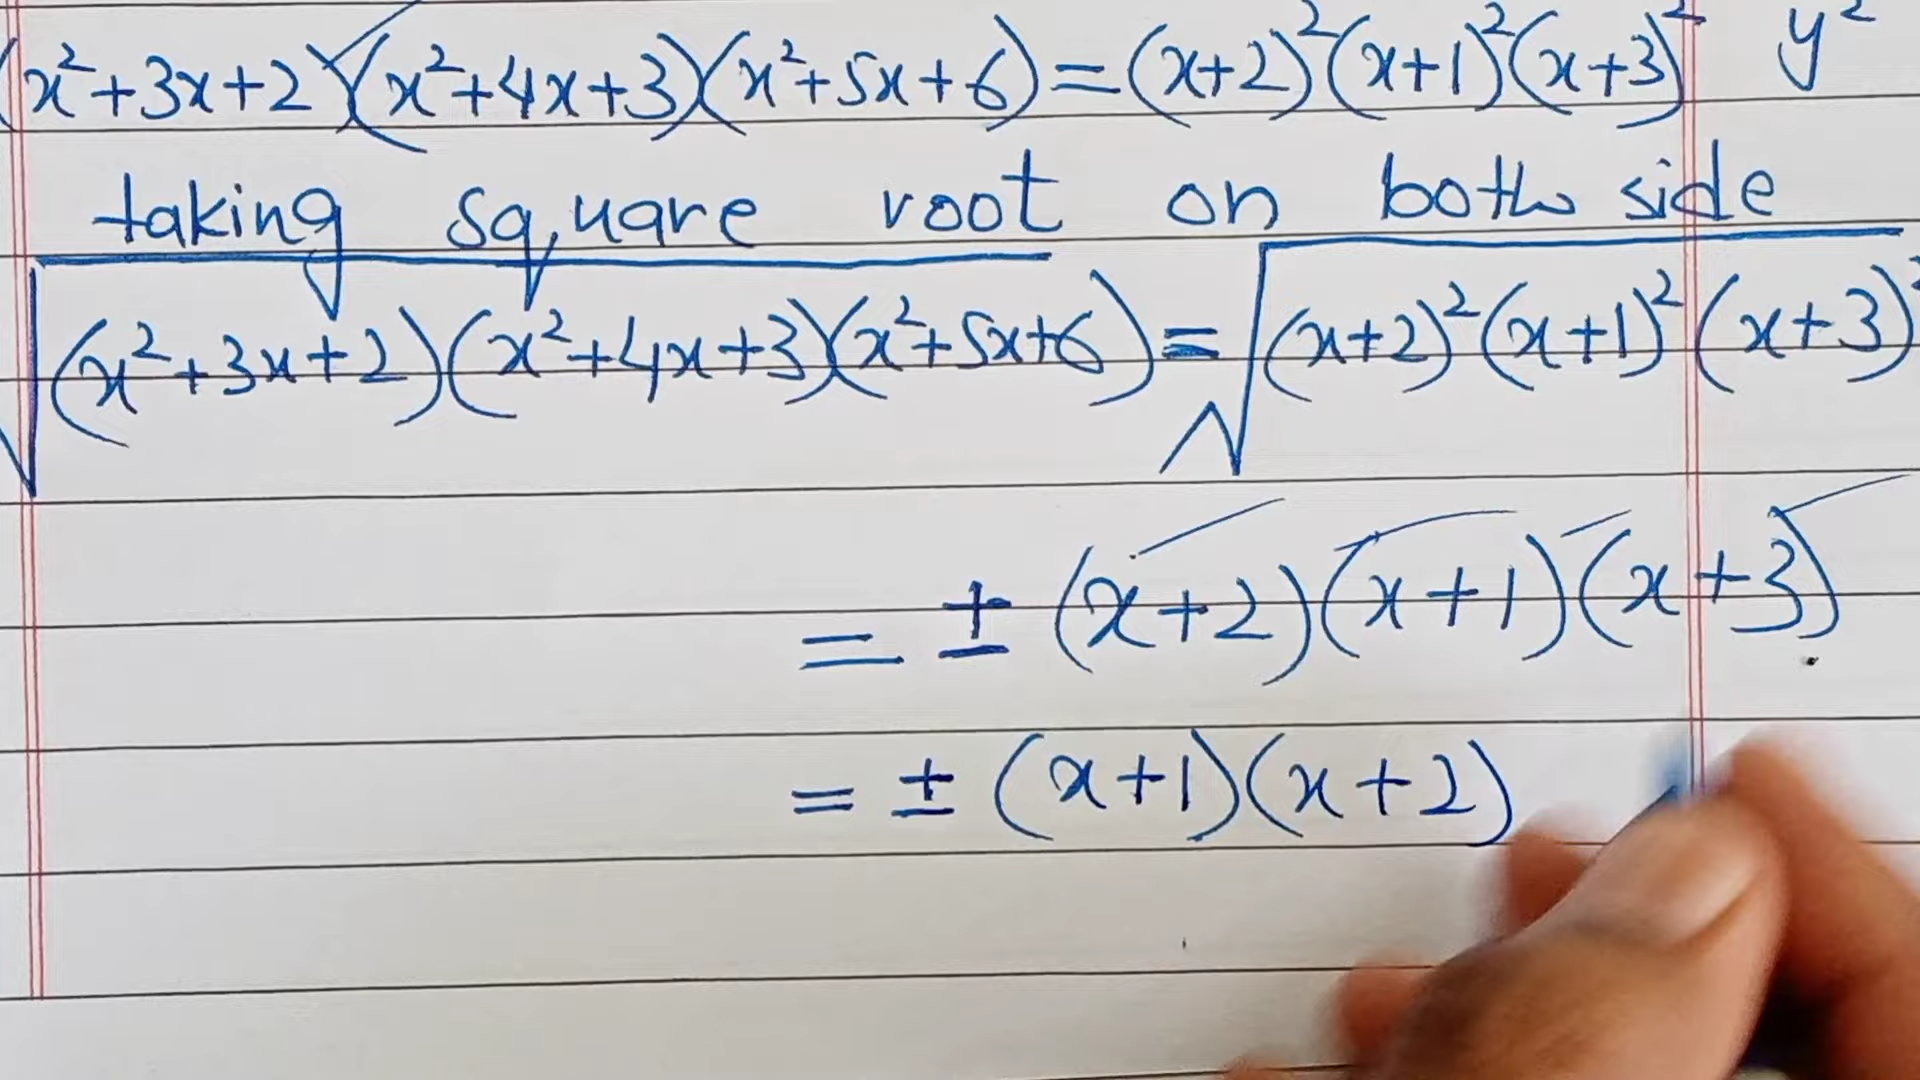 (x²+3x+2)(x²+4x+3)(x²+5x+6)=(x+2)²(x+1)²(x+3)² y²
taking square root on both side
√(x²+3x+2)(x²+4x+3)(x²+5x+6)=√(x+2)²(x+1)²(x+3)²
= ± (x+2)(x+1)(x+3)
= ± (x+1)(x+2)